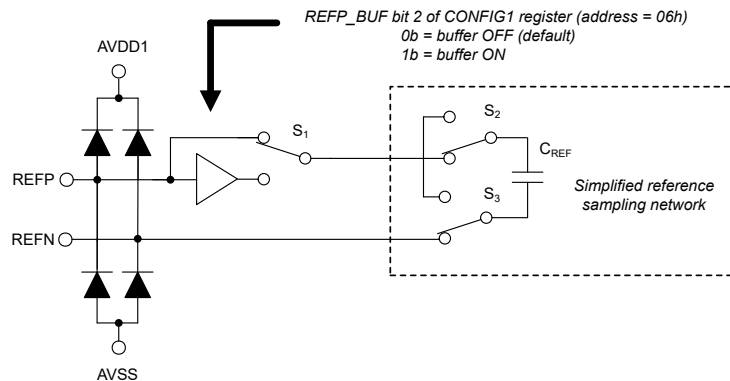 REFP_BUF bit 2 of CONFIG1 register (address = 06h)
0b = buffer OFF (default)
1b = buffer ON
AVDD1
S1
S2
CREF
REFP
S3
Simplified reference
sampling network
REFN
AVSS